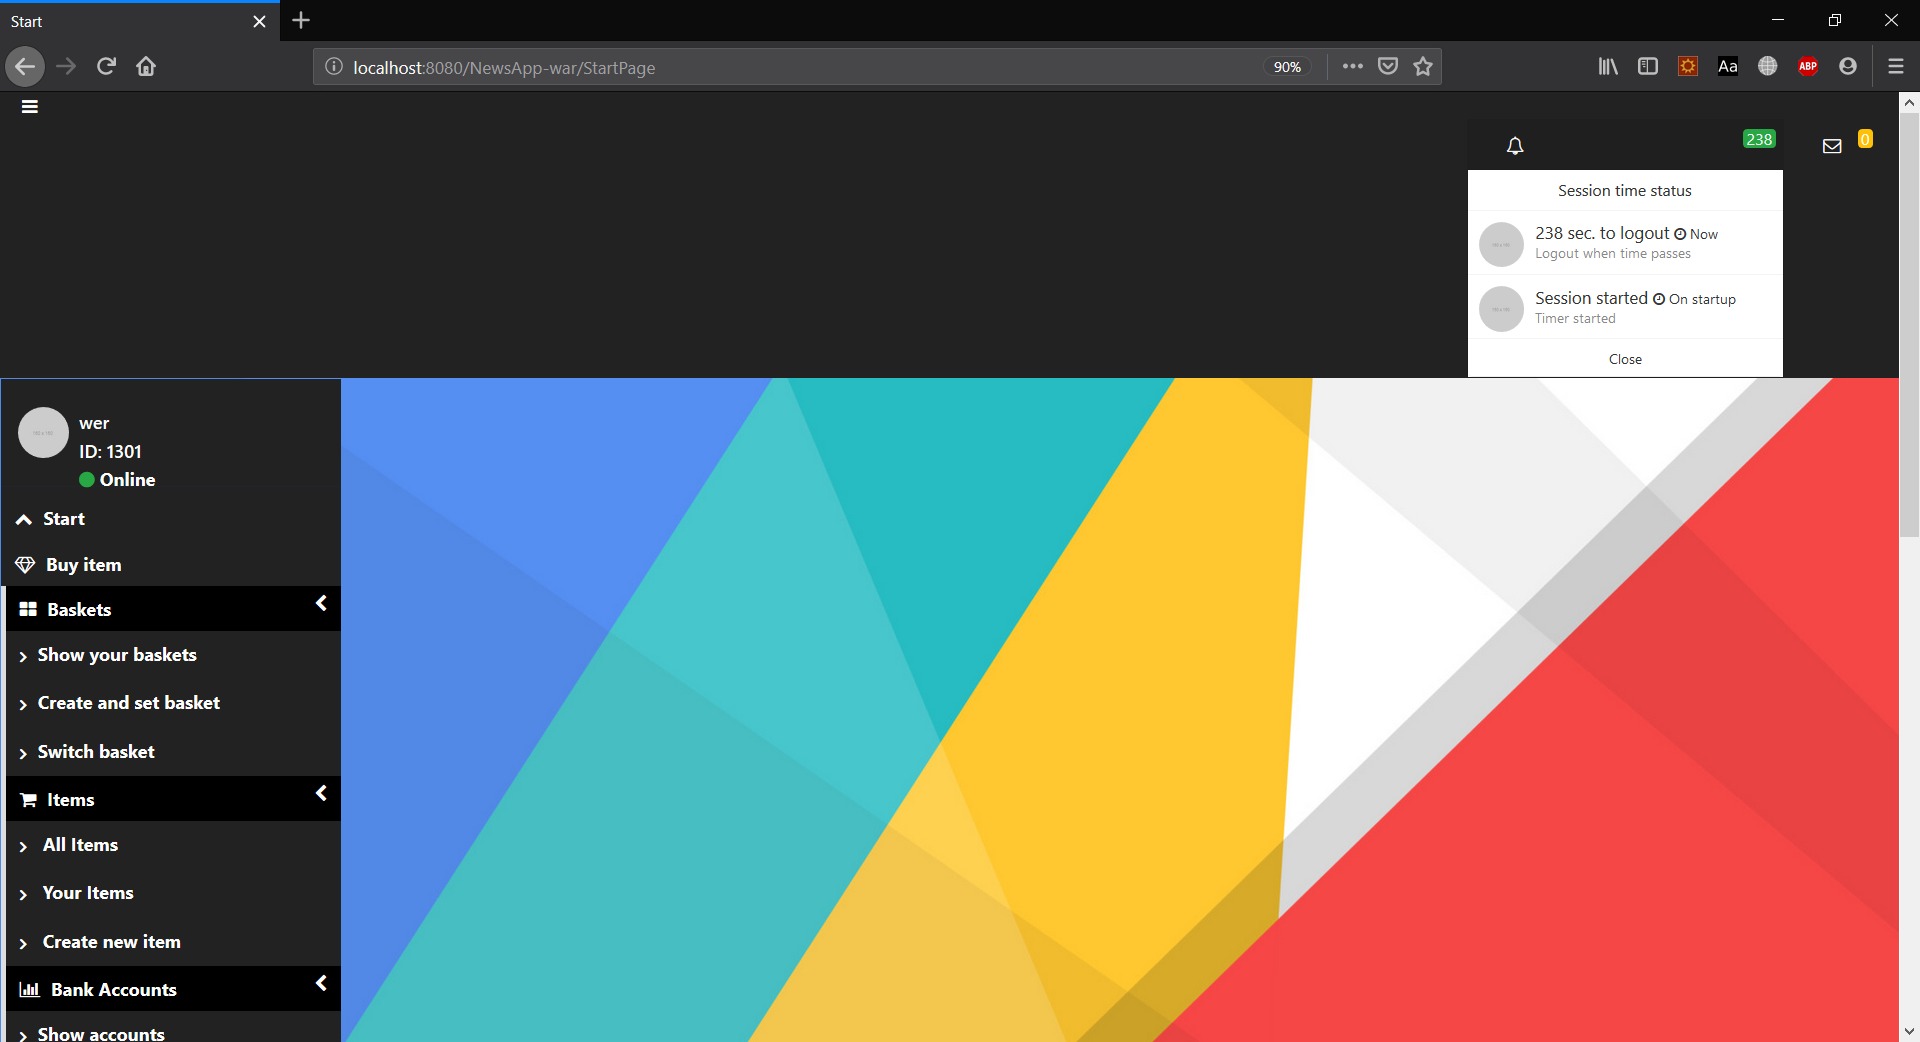 Start
localhost:8080/NewsApp-war/StartPage
90%
Aa
ABP
238
0
Session time status
238 sec. to logout Now
Logout when time passes
Session started On startup
Timer started
Close
wer
ID: 1301
Online
Start
Buy item
Baskets
Show your baskets
Create and set basket
Switch basket
Items
All Items
Your Items
Create new item
Bank Accounts
Show accounts